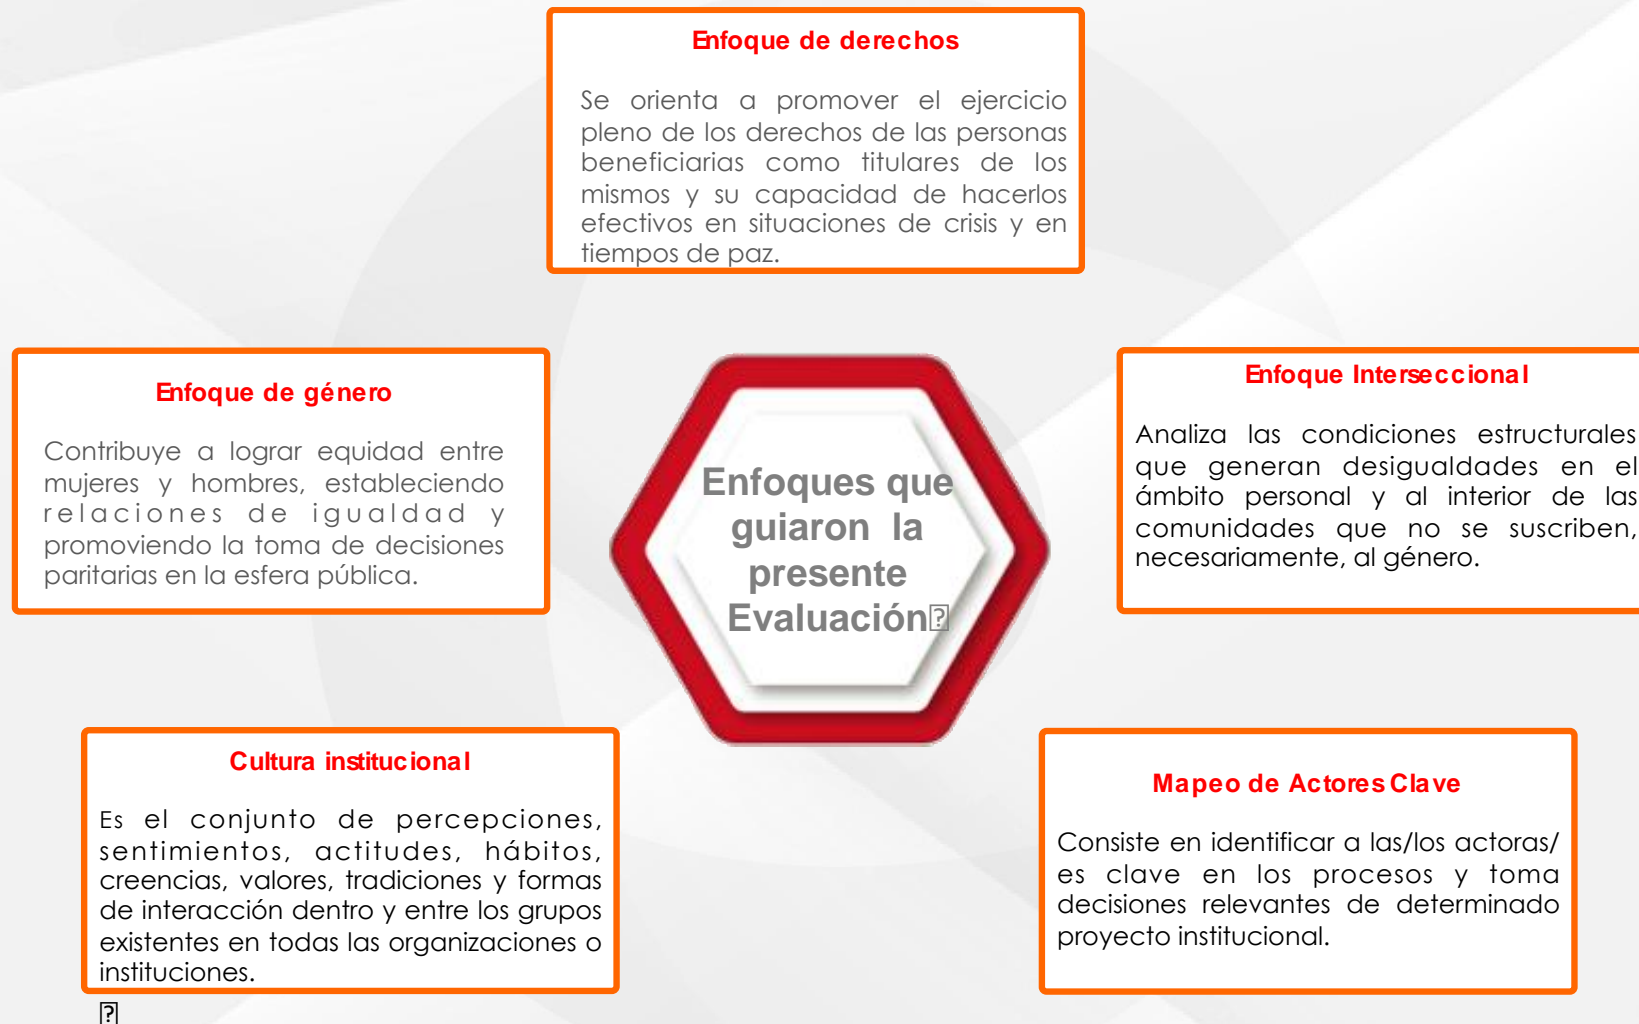 Enfoque de derechos
Se orienta a promover el ejercicio
pleno de los derechos de las personas
beneficiarias como titulares de los
mismos y su capacidad de hacerlos
efectivos en situaciones de crisis y en
tiempos de paz.
Enfoque de género
Contribuye a lograr equidad entre
mujeres y hombres, estableciendo
relaciones de igualdad y
promoviendo la toma de decisiones
paritarias en la esfera pública.
Enfoques que
guiaron la
presente
Evaluación
Enfoque Interseccional
Analiza las condiciones estructurales
que generan desigualdades en el
ámbito personal y al interior de las
comunidades que no se suscriben,
necesariamente, al género.
Cultura institucional
Es el conjunto de percepciones,
sentimientos, actitudes, hábitos,
creencias, valores, tradiciones y formas
de interacción dentro y entre los grupos
existentes en todas las organizaciones o
instituciones.
Mapeo de Actores Clave
Consiste en identificar a las/los actoras/
es clave en los procesos y toma
decisiones relevantes de determinado
proyecto institucional.